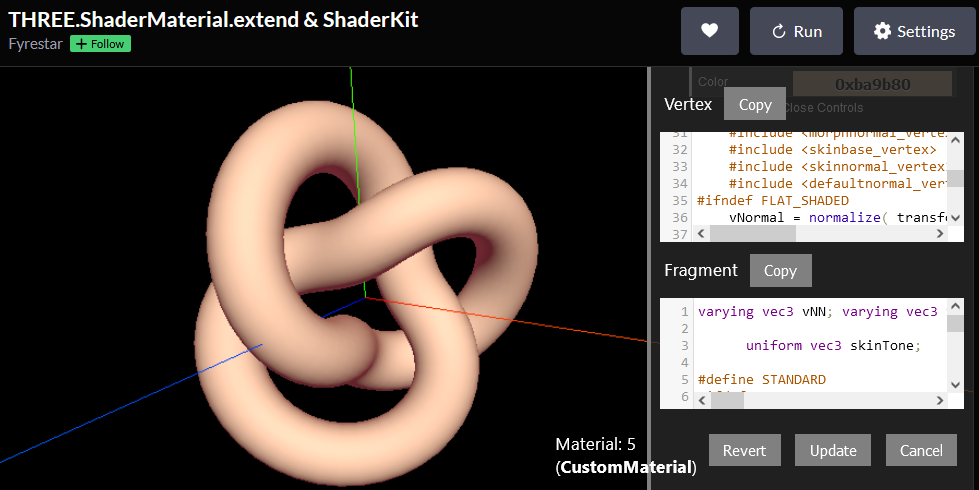 THREE.ShaderMaterial.extend & ShaderKit
Fyrestar + Follow
Run
Settings
Color 0xba9b80
Close Controls
Vertex Copy
31 #include <morphnormal_verte
32 #include <skinbase_vertex>
33 #include <skinnormal_vertex
34 #include <defaultnormal_ver
35 #ifndef FLAT_SHADED
36 vNormal = normalize( transfo
37
Fragment Copy
1 varying vec3 vNN; varying vec3
2
3 uniform vec3 skinTone;
4
5 #define STANDARD
6
Material: 5
(CustomMaterial)
Revert Update Cancel